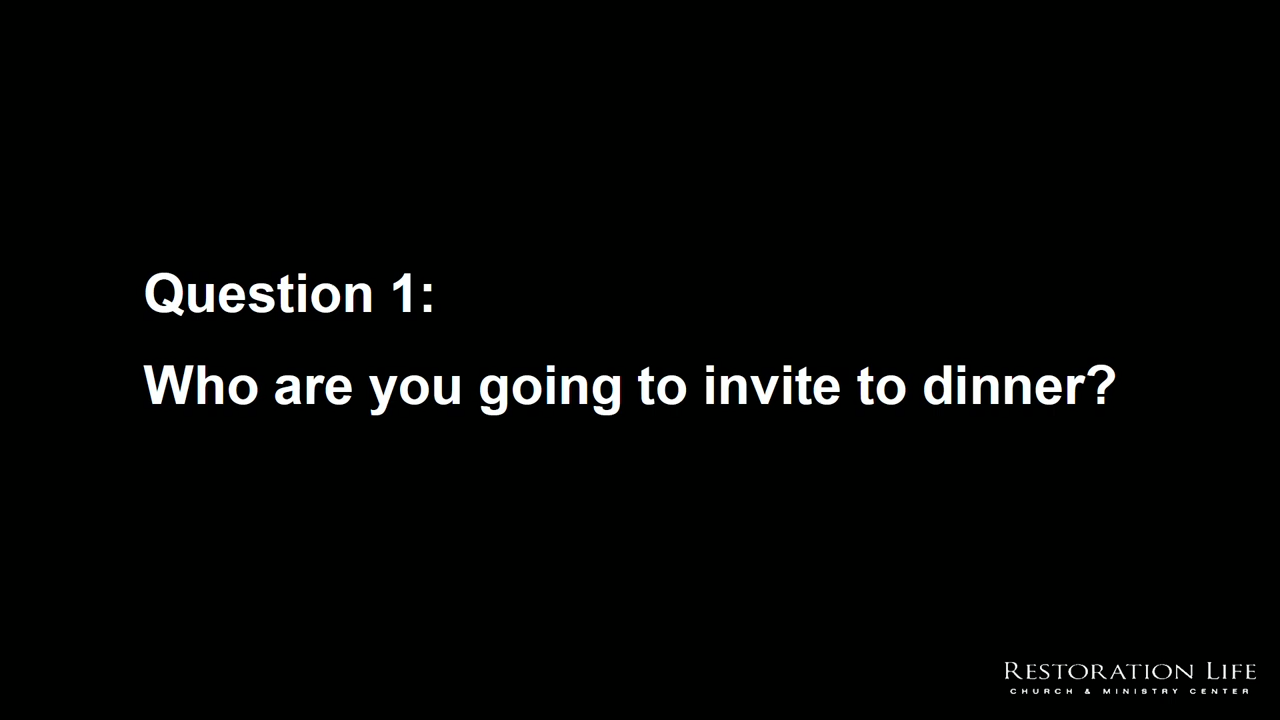 Question 1:
Who are you going to invite to dinner?
RESTORATION LIFE
CHURCH & MINISTRY CENTER